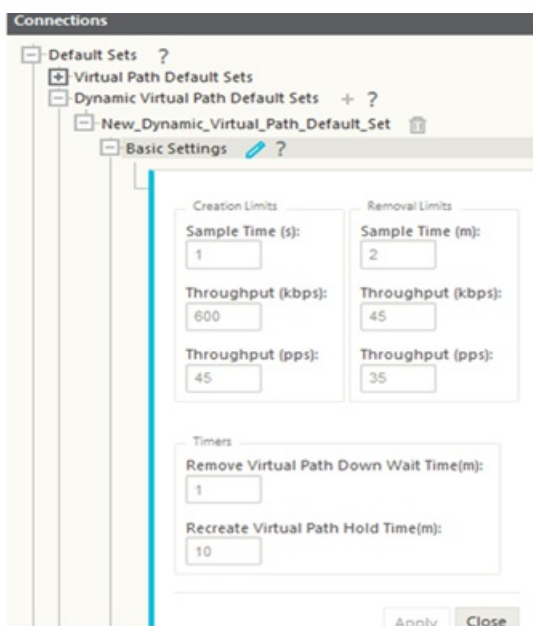 Connections
Default Sets ?
Virtual Path Default Sets
Dynamic Virtual Path Default Sets + ?
New_Dynamic_Virtual_Path_Default_Set
Basic Settings ?
Creation Limits
Sample Time (s):
1
Throughput (kbps):
600
Throughput (pps):
45
Removal Limits
Sample Time (m):
2
Throughput (kbps):
45
Throughput (pps):
35
Timers
Remove Virtual Path Down Wait Time(m):
1
Recreate Virtual Path Hold Time(m):
10
Apply Close